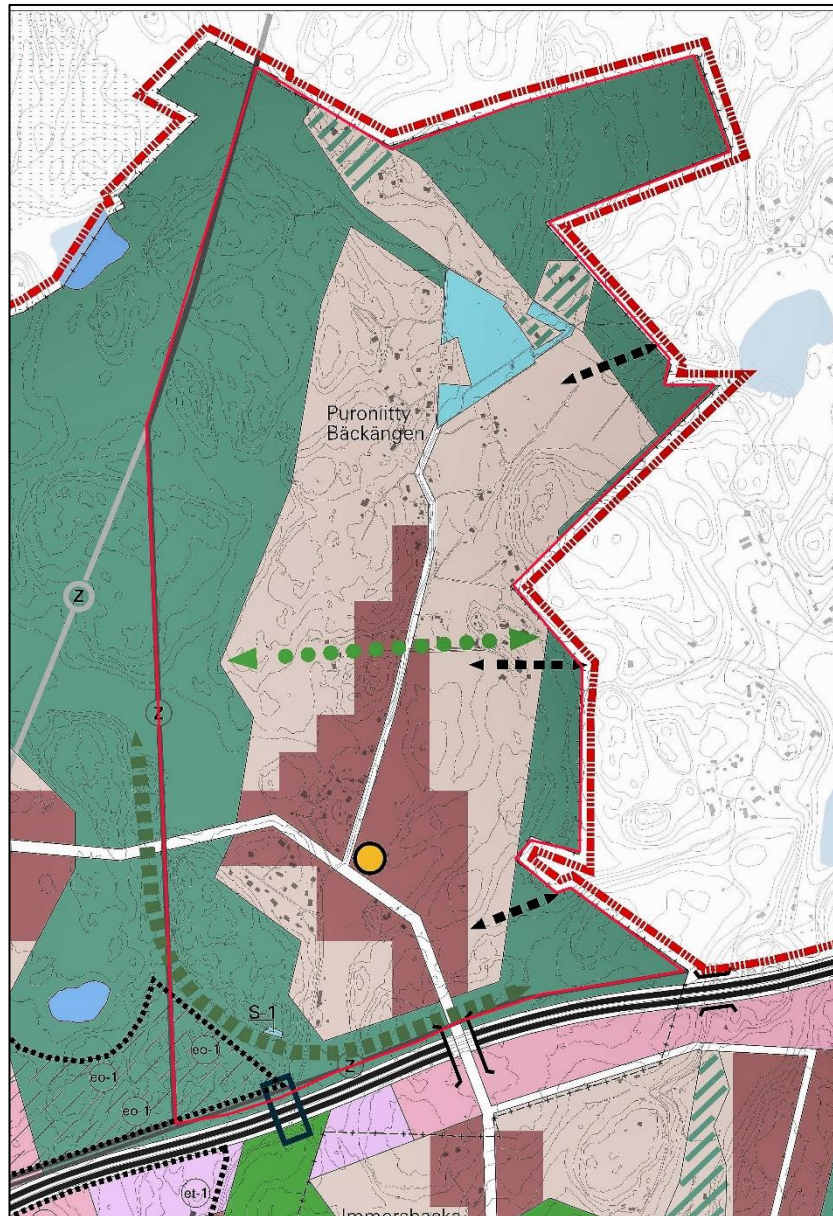 Puroniitty
Bäckängen
Z
Z
S-1
eo-1
eo-1
eo-1
Z
et-1
Immersbacka